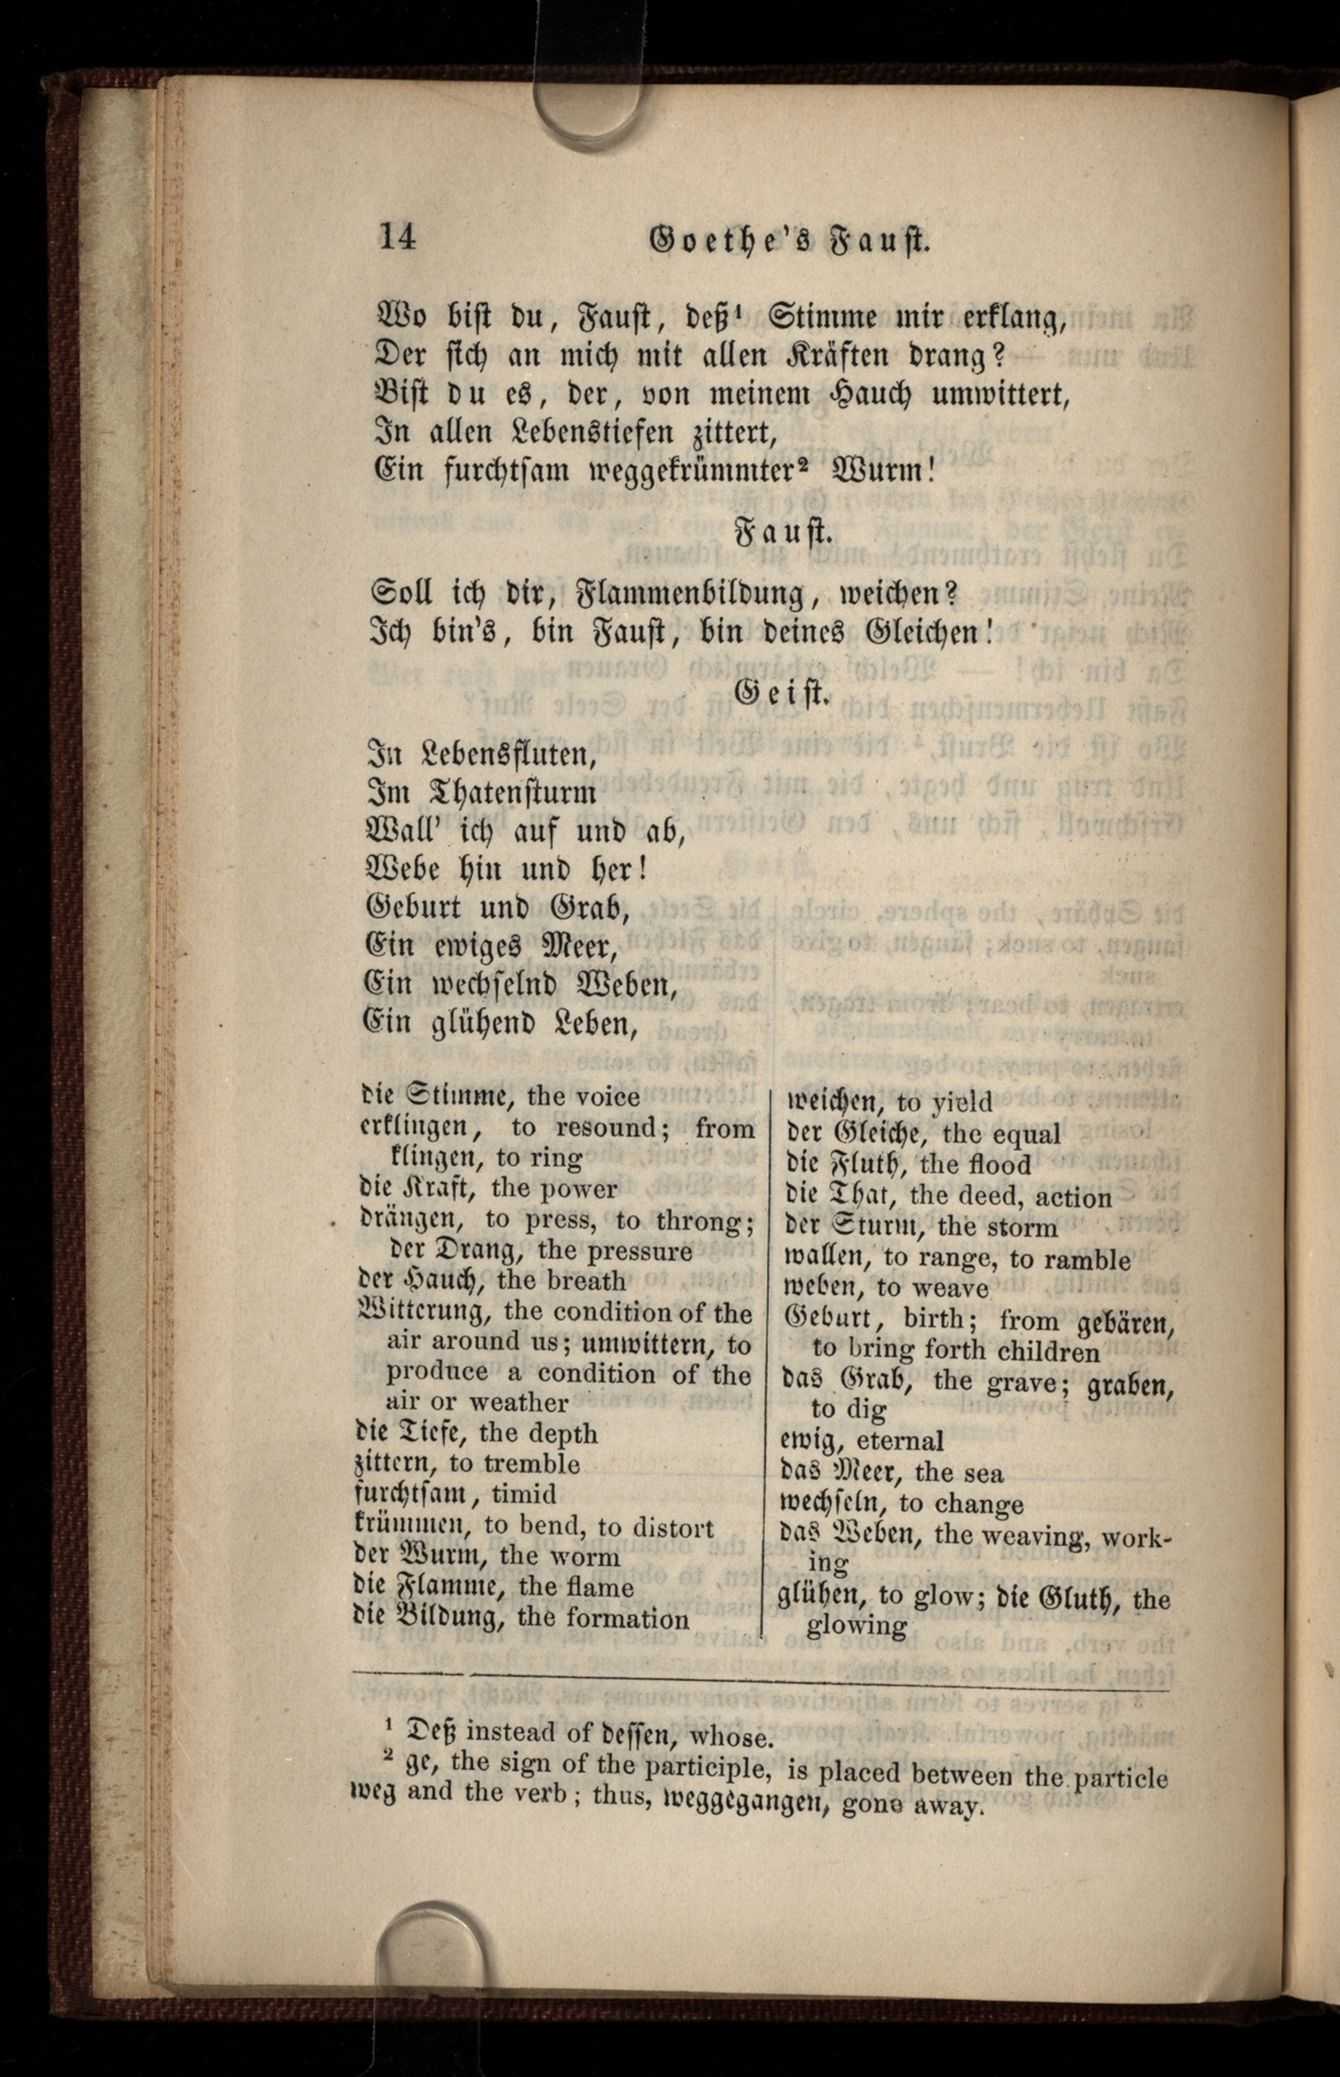 14
Goethe's Faust.
Wo bist du, Faust, deß¹ Stimme mir erklang,
Der sich an mich mit allen Kräften drang?
Bist du es, der, von meinem Hauch umwittert,
In allen Lebenstiefen zittert,
Ein furchtsam weggekrümmter² Wurm!
Faust.
Soll ich dir, Flammenbildung, weichen?
Ich bin's, bin Faust, bin deines Gleichen!
Geist.
In Lebensfluten,
Im Thatensturm
Wall' ich auf und ab,
Webe hin und her!
Geburt und Grab,
Ein ewiges Meer,
Ein wechselnd Weben,
Ein glühend Leben,
die Stimme, the voice
erklingen, to resound; from
klingen, to ring
die Kraft, the power
drängen, to press, to throng;
der Drang, the pressure
der Hauch, the breath
Witterung, the condition of the
air around us; umwittern, to
produce a condition of the
air or weather
die Tiefe, the depth
zittern, to tremble
furchtsam, timid
krümmen, to bend, to distort
der Wurm, the worm
die Flamme, the flame
die Bildung, the formation
weichen, to yield
der Gleiche, the equal
die Fluth, the flood
die That, the deed, action
der Sturm, the storm
wallen, to range, to ramble
weben, to weave
Geburt, birth; from gebären,
to bring forth children
das Grab, the grave; graben,
to dig
ewig, eternal
das Meer, the sea
wechseln, to change
das Weben, the weaving, work-
ing
glühen, to glow; die Gluth, the
glowing
¹ Deß instead of dessen, whose.
² ge, the sign of the participle, is placed between the particle
weg and the verb; thus, weggegangen, gone away.